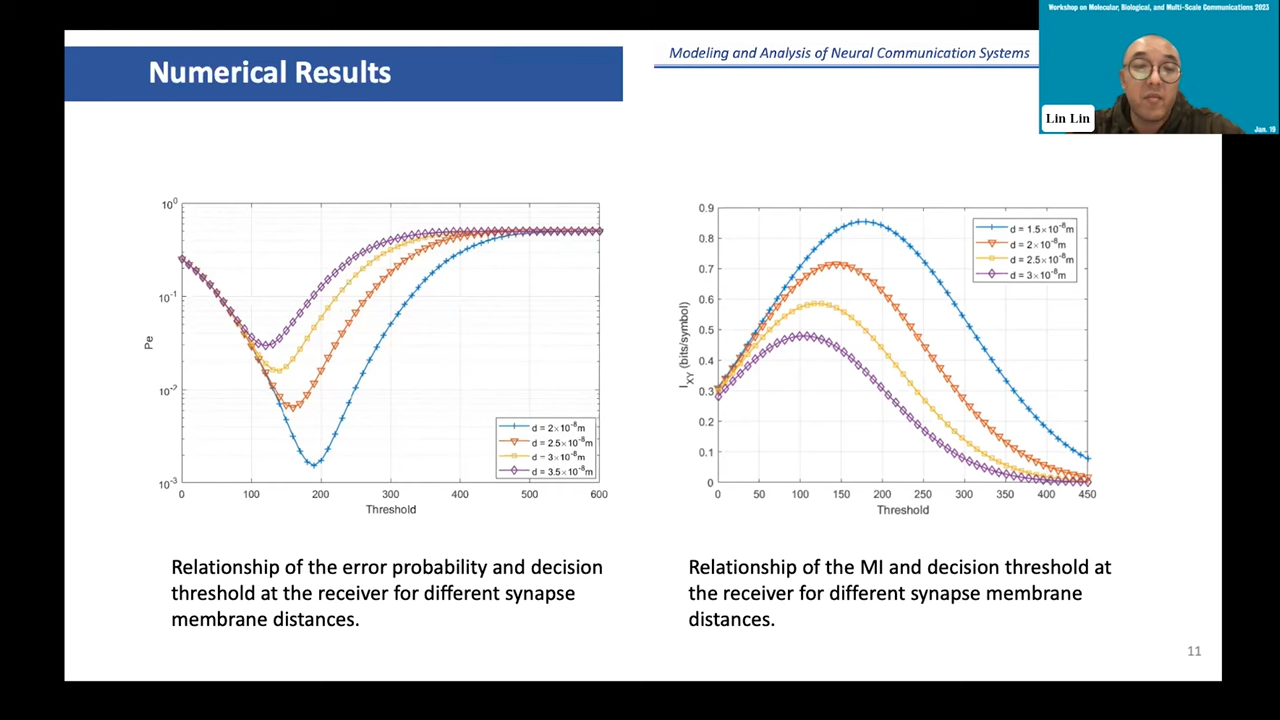 Workshop on Molecular, Biological, and Multi-Scale Communications 2023
Lin Lin
Jan. 19
Numerical Results
Modeling and Analysis of Neural Communication Systems
10^0
10^-1
10^-2
10^-3
Pe
0 100 200 300 400 500 600
Threshold
d = 2×10^-8m
d = 2.5×10^-8m
d = 3×10^-8m
d = 3.5×10^-8m
0.9
0.8
0.7
0.6
0.5
0.4
0.3
0.2
0.1
0
I_XY (bits/symbol)
0 50 100 150 200 250 300 350 400 450
Threshold
d = 1.5×10^-8m
d = 2×10^-8m
d = 2.5×10^-8m
d = 3×10^-8m
Relationship of the error probability and decision
threshold at the receiver for different synapse
membrane distances.
Relationship of the MI and decision threshold at
the receiver for different synapse membrane
distances.
11